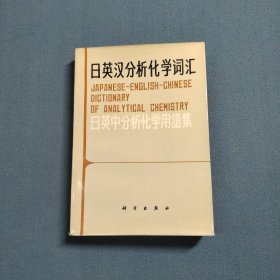 日英汉分析化学词汇
JAPANESE-ENGLISH-CHINESE
DICTIONARY
OF ANALYTICAL CHEMISTRY
日英中分析化学用語集
科学出版社